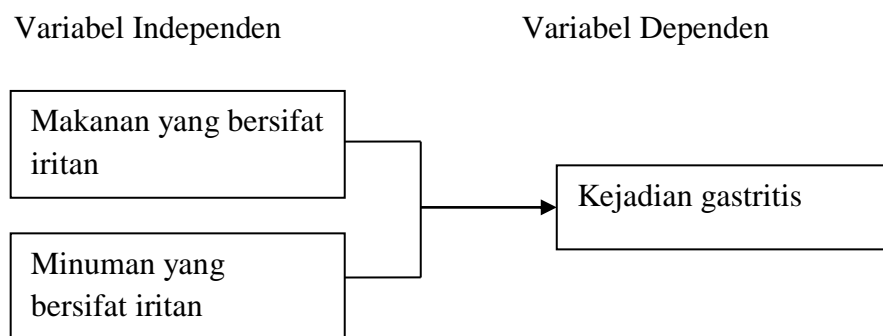 Variabel Independen
Variabel Dependen
Makanan yang bersifat
iritan
Kejadian gastritis
Minuman yang
bersifat iritan